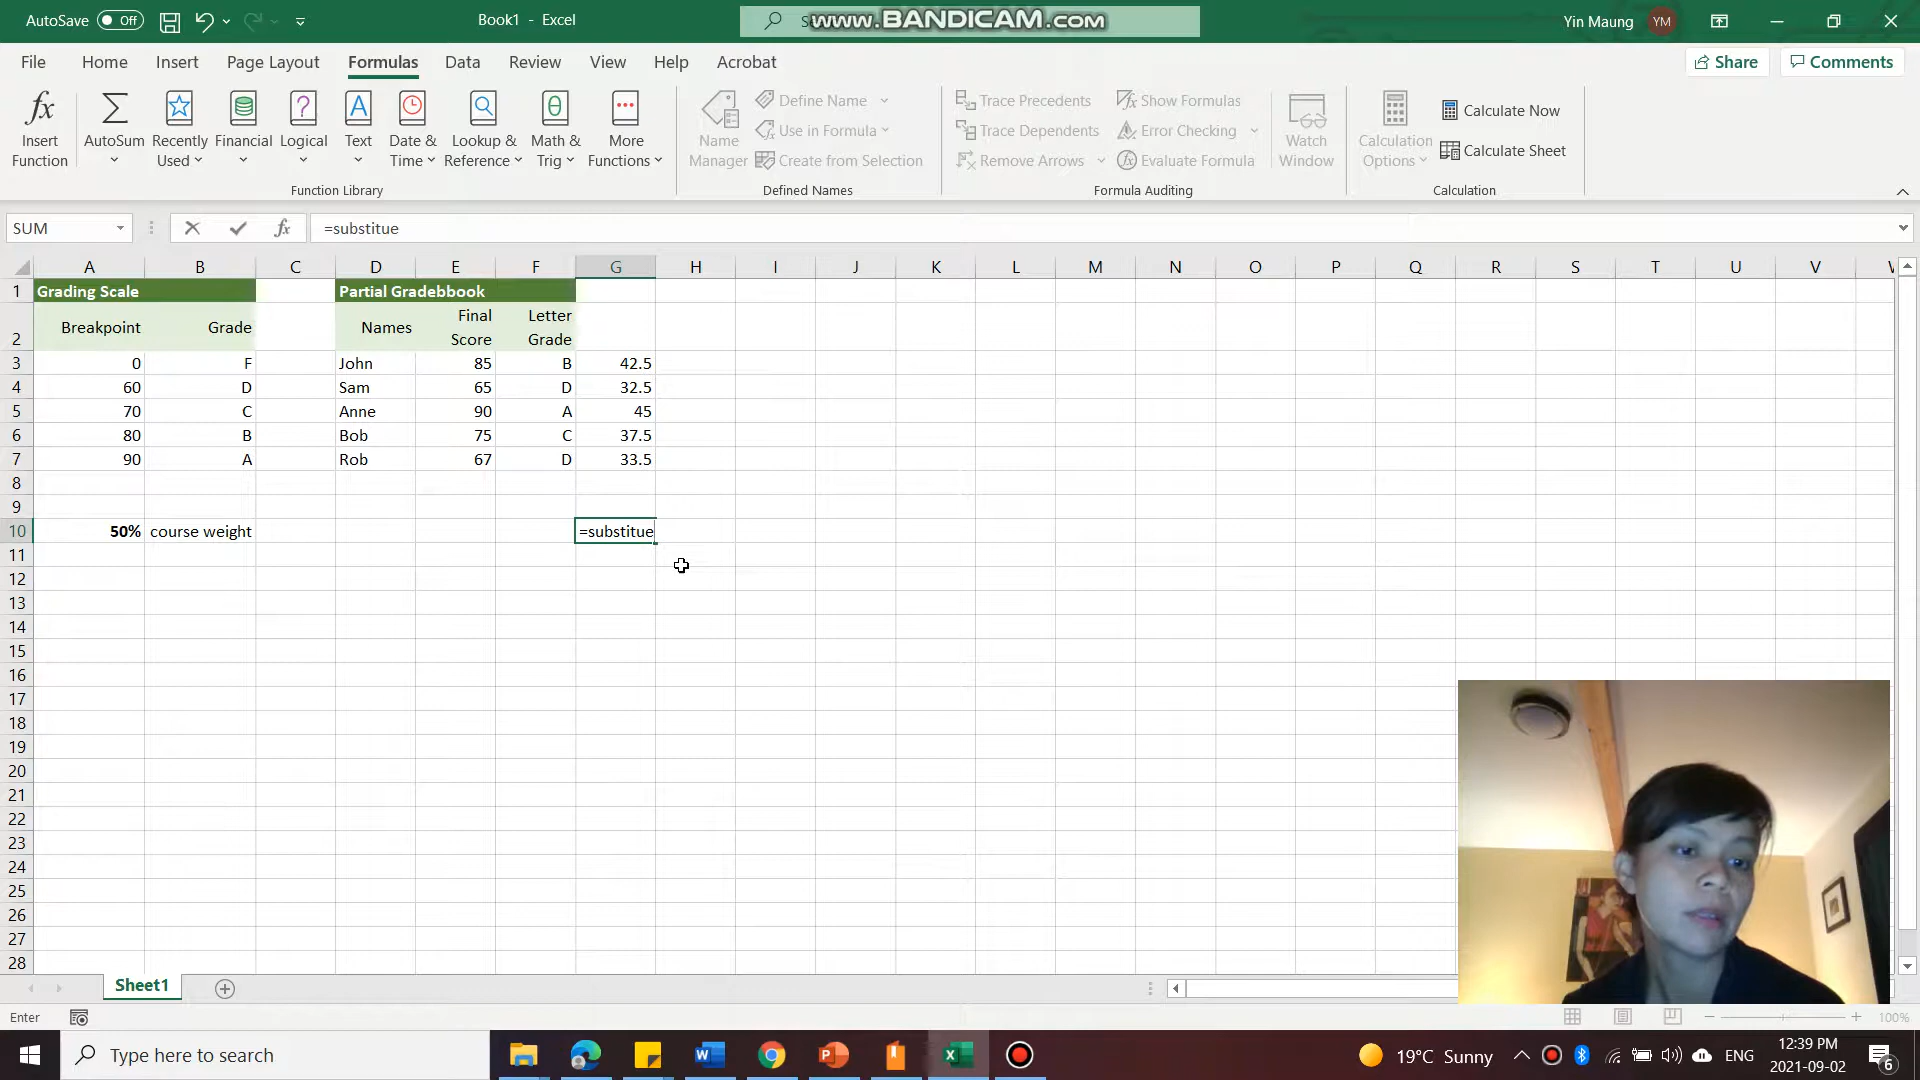 AutoSave Off Book1 - Excel www.BANDICAM.com Yin Maung YM
File Home Insert Page Layout Formulas Data Review View Help Acrobat Share Comments
Insert Function AutoSum Recently Used Financial Logical Text Date & Time Lookup & Reference Math & Trig More Functions
Function Library
Name Manager Define Name Use in Formula Create from Selection
Defined Names
Trace Precedents Trace Dependents Remove Arrows Show Formulas Error Checking Evaluate Formula Watch Window
Formula Auditing
Calculation Options Calculate Now Calculate Sheet
Calculation
SUM fx =substitue
A B C D E F G H I J K L M N O P Q R S T U V
1 Grading Scale Partial Gradebbook
2 Breakpoint Grade Names Final Score Letter Grade
3 0 F John 85 B 42.5
4 60 D Sam 65 D 32.5
5 70 C Anne 90 A 45
6 80 B Bob 75 C 37.5
7 90 A Rob 67 D 33.5
8
9
10 50% course weight =substitue
11
12
13
14
15
16
17
18
19
20
21
22
23
24
25
26
27
28
Sheet1
Enter 100%
Type here to search 19°C Sunny ENG 12:39 PM
2021-09-02 6